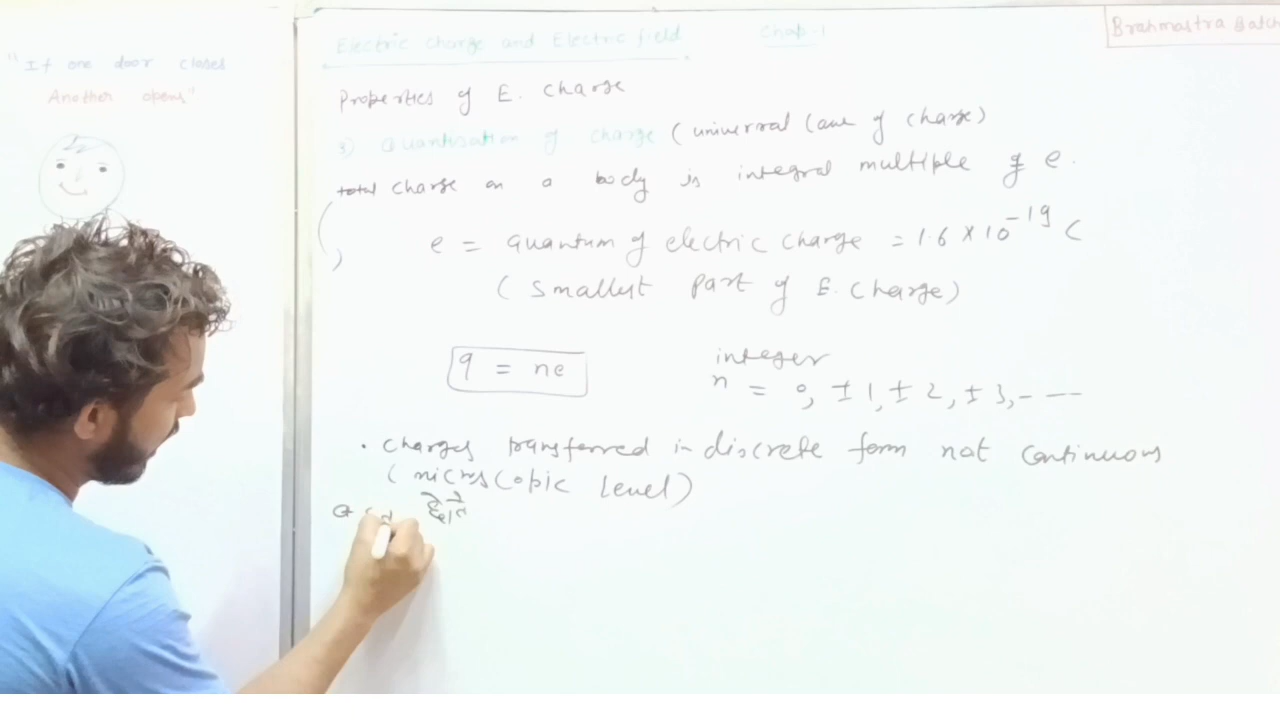 "If one door closes
Another opens"
Electric charge and Electric field
Chap-1
Brahmastra Batch
Properties of E. charge
3) Quantisation of charge (universal law of charge)
total charge on a body is integral multiple of e.
e = quantum of electric charge = 1.6 × 10⁻¹⁹ C
(smallest part of E. charge)
q = ne
integer
n = 0, ±1, ±2, ±3, - --
• charges transferred in discrete form not continuous
(microscopic level)